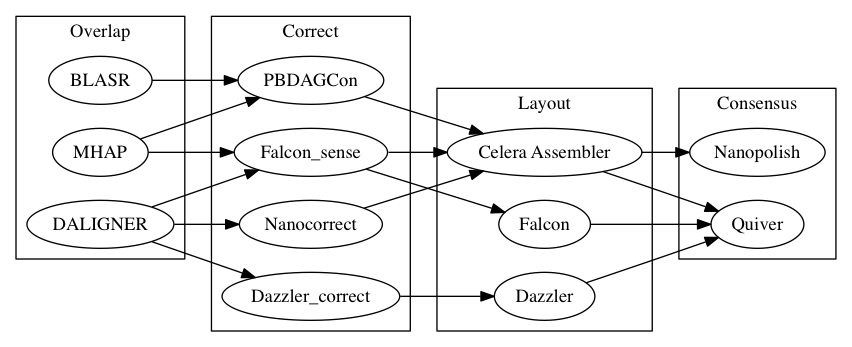 Overlap
BLASR
MHAP
DALIGNER
Correct
PBDAGCon
Falcon_sense
Nanocorrect
Dazzler_correct
Layout
Celera Assembler
Falcon
Dazzler
Consensus
Nanopolish
Quiver